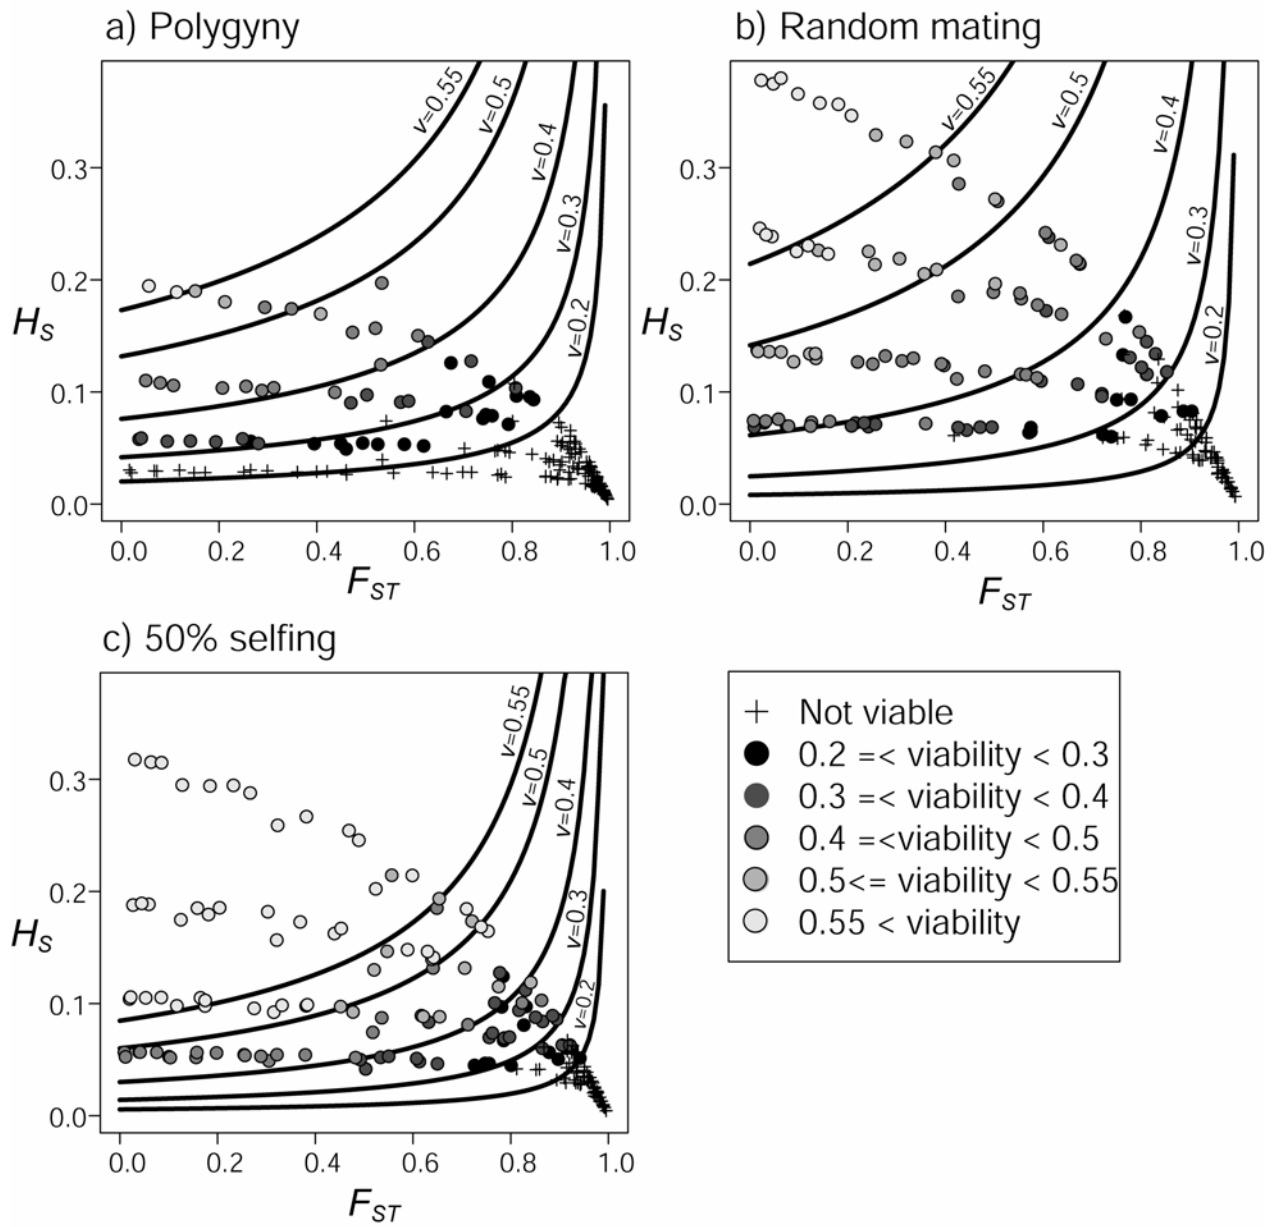 a) Polygyny
b) Random mating
v=0.55
v=0.5
v=0.4
v=0.3
v=0.2
0.3
0.2
0.1
0.0
H_S
0.0 0.2 0.4 0.6 0.8 1.0
F_ST
v=0.55
v=0.5
v=0.4
v=0.3
v=0.2
0.3
0.2
0.1
0.0
H_S
0.0 0.2 0.4 0.6 0.8 1.0
F_ST
c) 50% selfing
v=0.55
v=0.5
v=0.4
v=0.3
v=0.2
0.3
0.2
0.1
0.0
H_S
0.0 0.2 0.4 0.6 0.8 1.0
F_ST
Not viable
0.2 =< viability < 0.3
0.3 =< viability < 0.4
0.4 =<viability < 0.5
0.5<= viability < 0.55
0.55 < viability